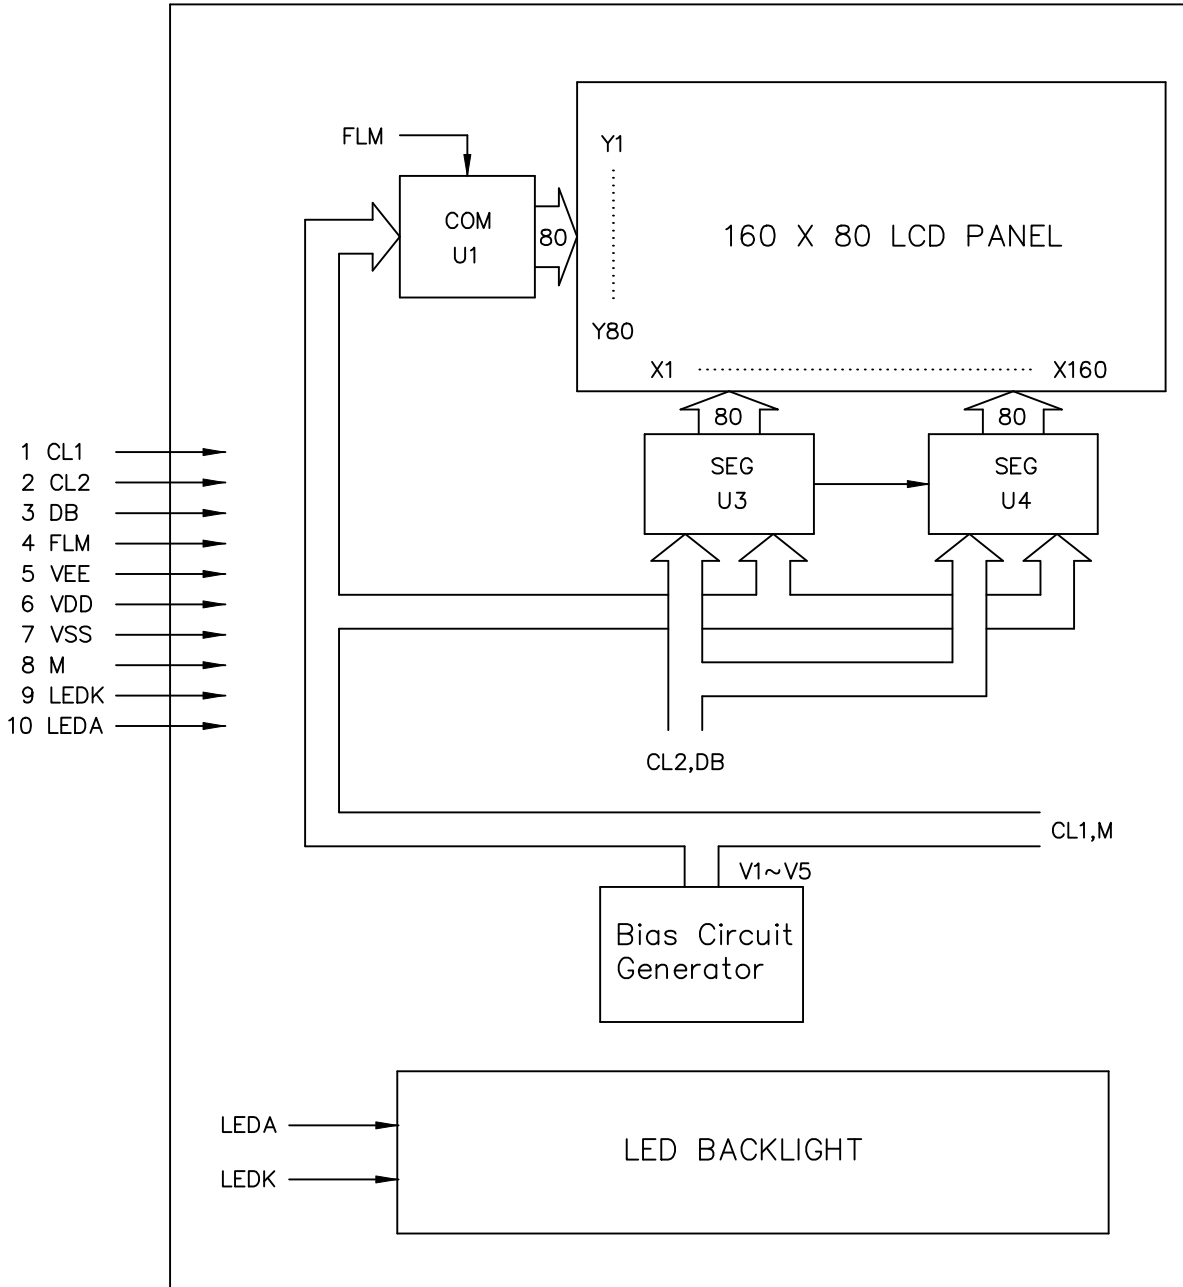 FLM
COM
U1
80
Y1
160 X 80 LCD PANEL
Y80
X1
X160
80
80
SEG
U3
SEG
U4
1 CL1
2 CL2
3 DB
4 FLM
5 VEE
6 VDD
7 VSS
8 M
9 LEDK
10 LEDA
CL2,DB
CL1,M
V1~V5
Bias Circuit
Generator
LEDA
LEDK
LED BACKLIGHT